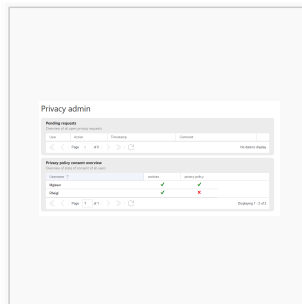 Privacy admin
Pending requests
Overview of all users privacy requests
User Action Timestamp Comment
Page of 0 No items to display
Privacy policy consent overview
Overview of status of consent of all users
Username cookies privacy-policy
Page 1 of 1 Displaying 1 - 2 of 2